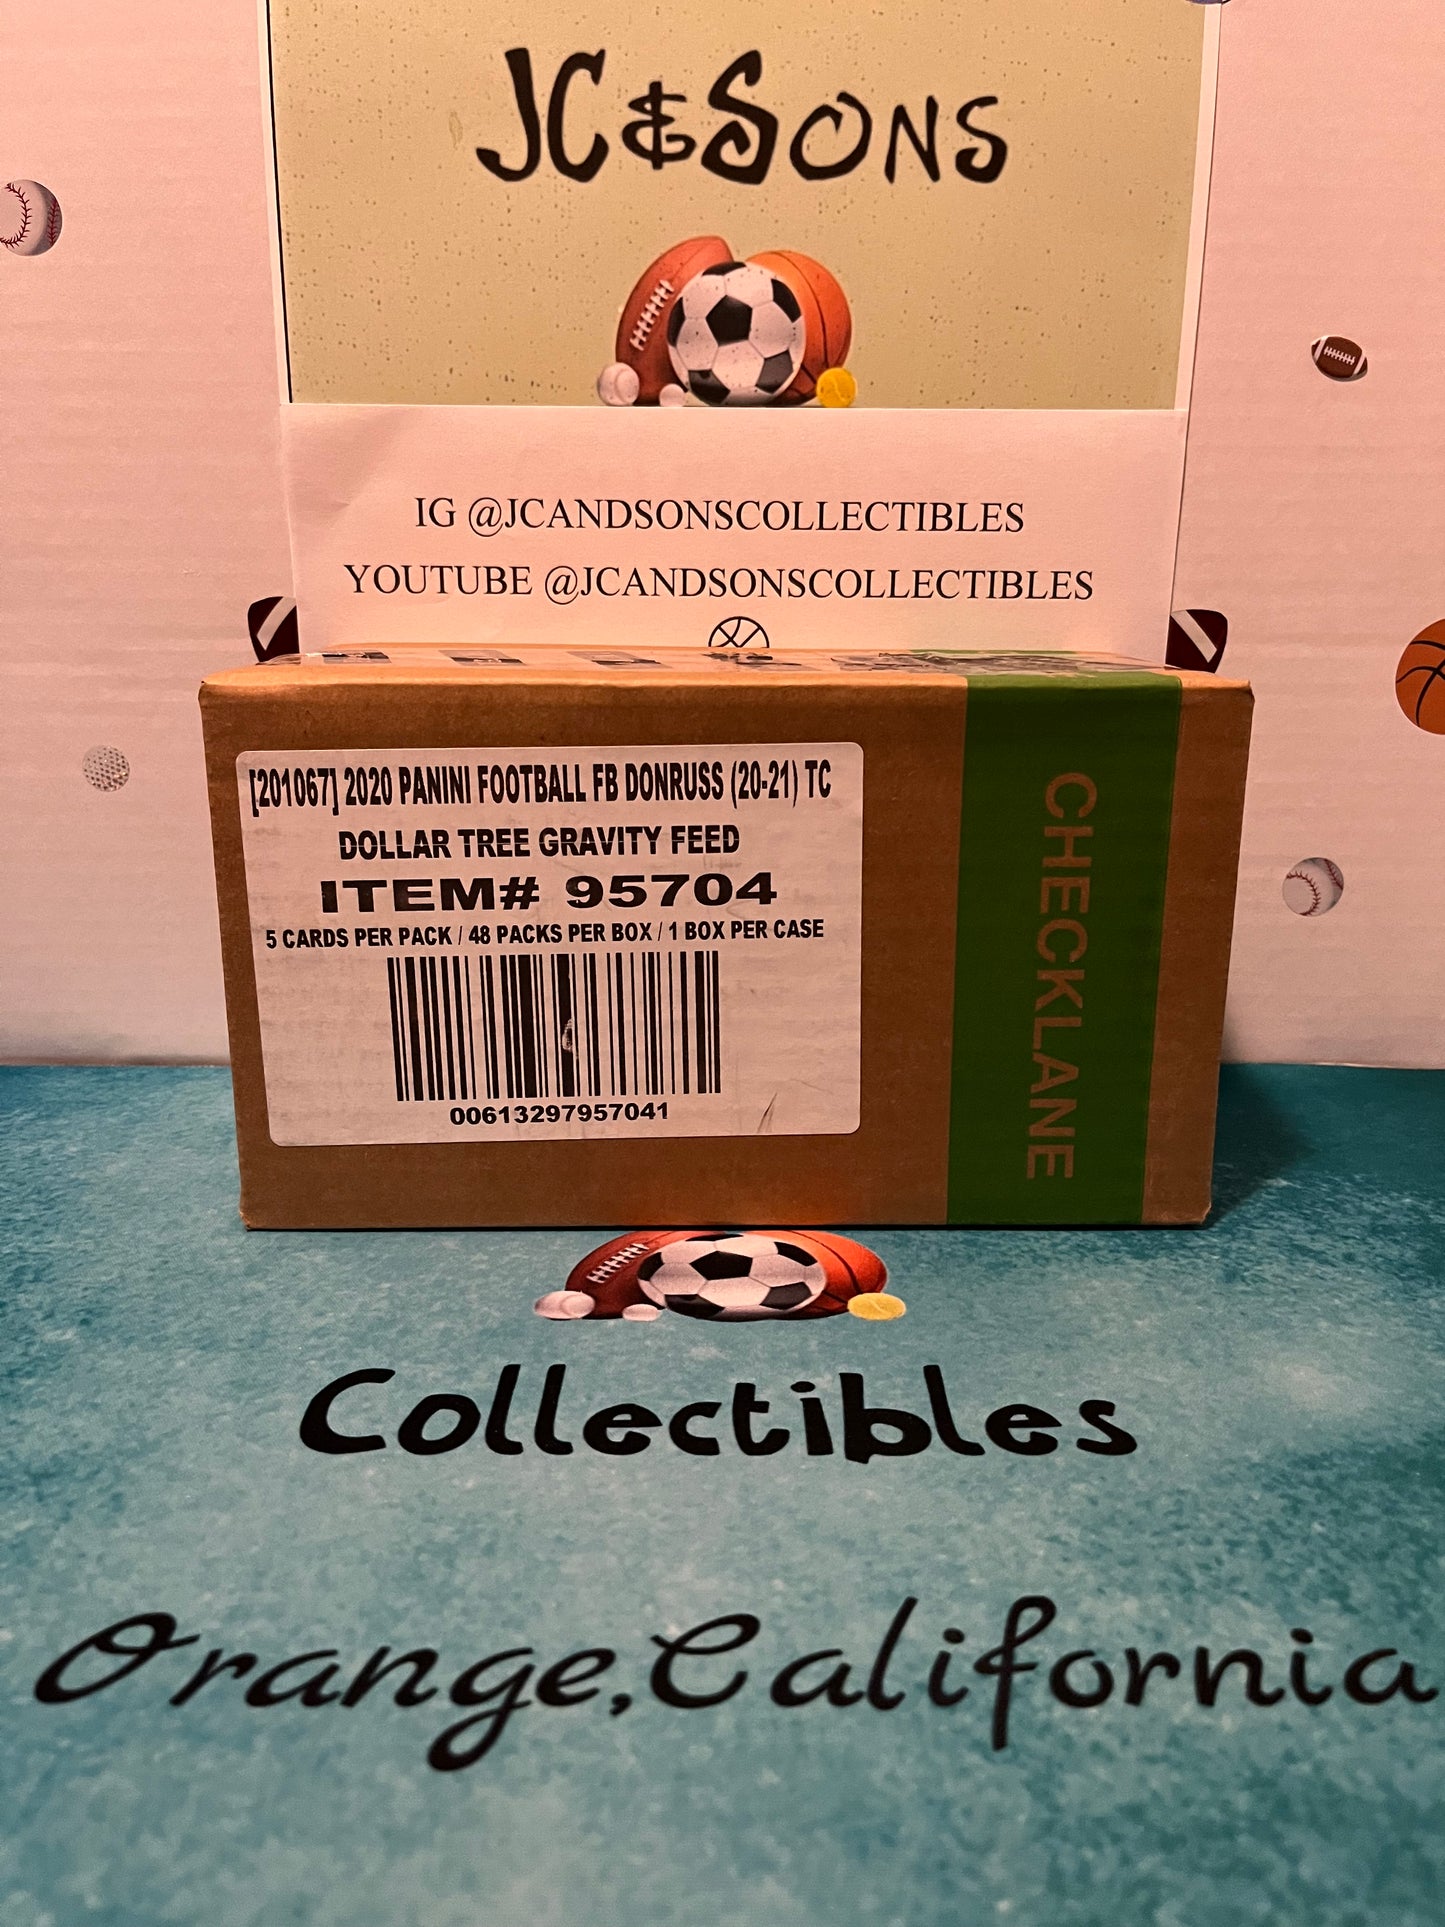 JC&SONS
IG @JCANDSONSCOLLECTIBLES
YOUTUBE @JCANDSONSCOLLECTIBLES
[201067] 2020 PANINI FOOTBALL FB DONRUSS (20-21) TC
DOLLAR TREE GRAVITY FEED
ITEM# 95704
5 CARDS PER PACK / 48 PACKS PER BOX / 1 BOX PER CASE
00613297957041
CHECKLANE
Collectibles
Orange,California